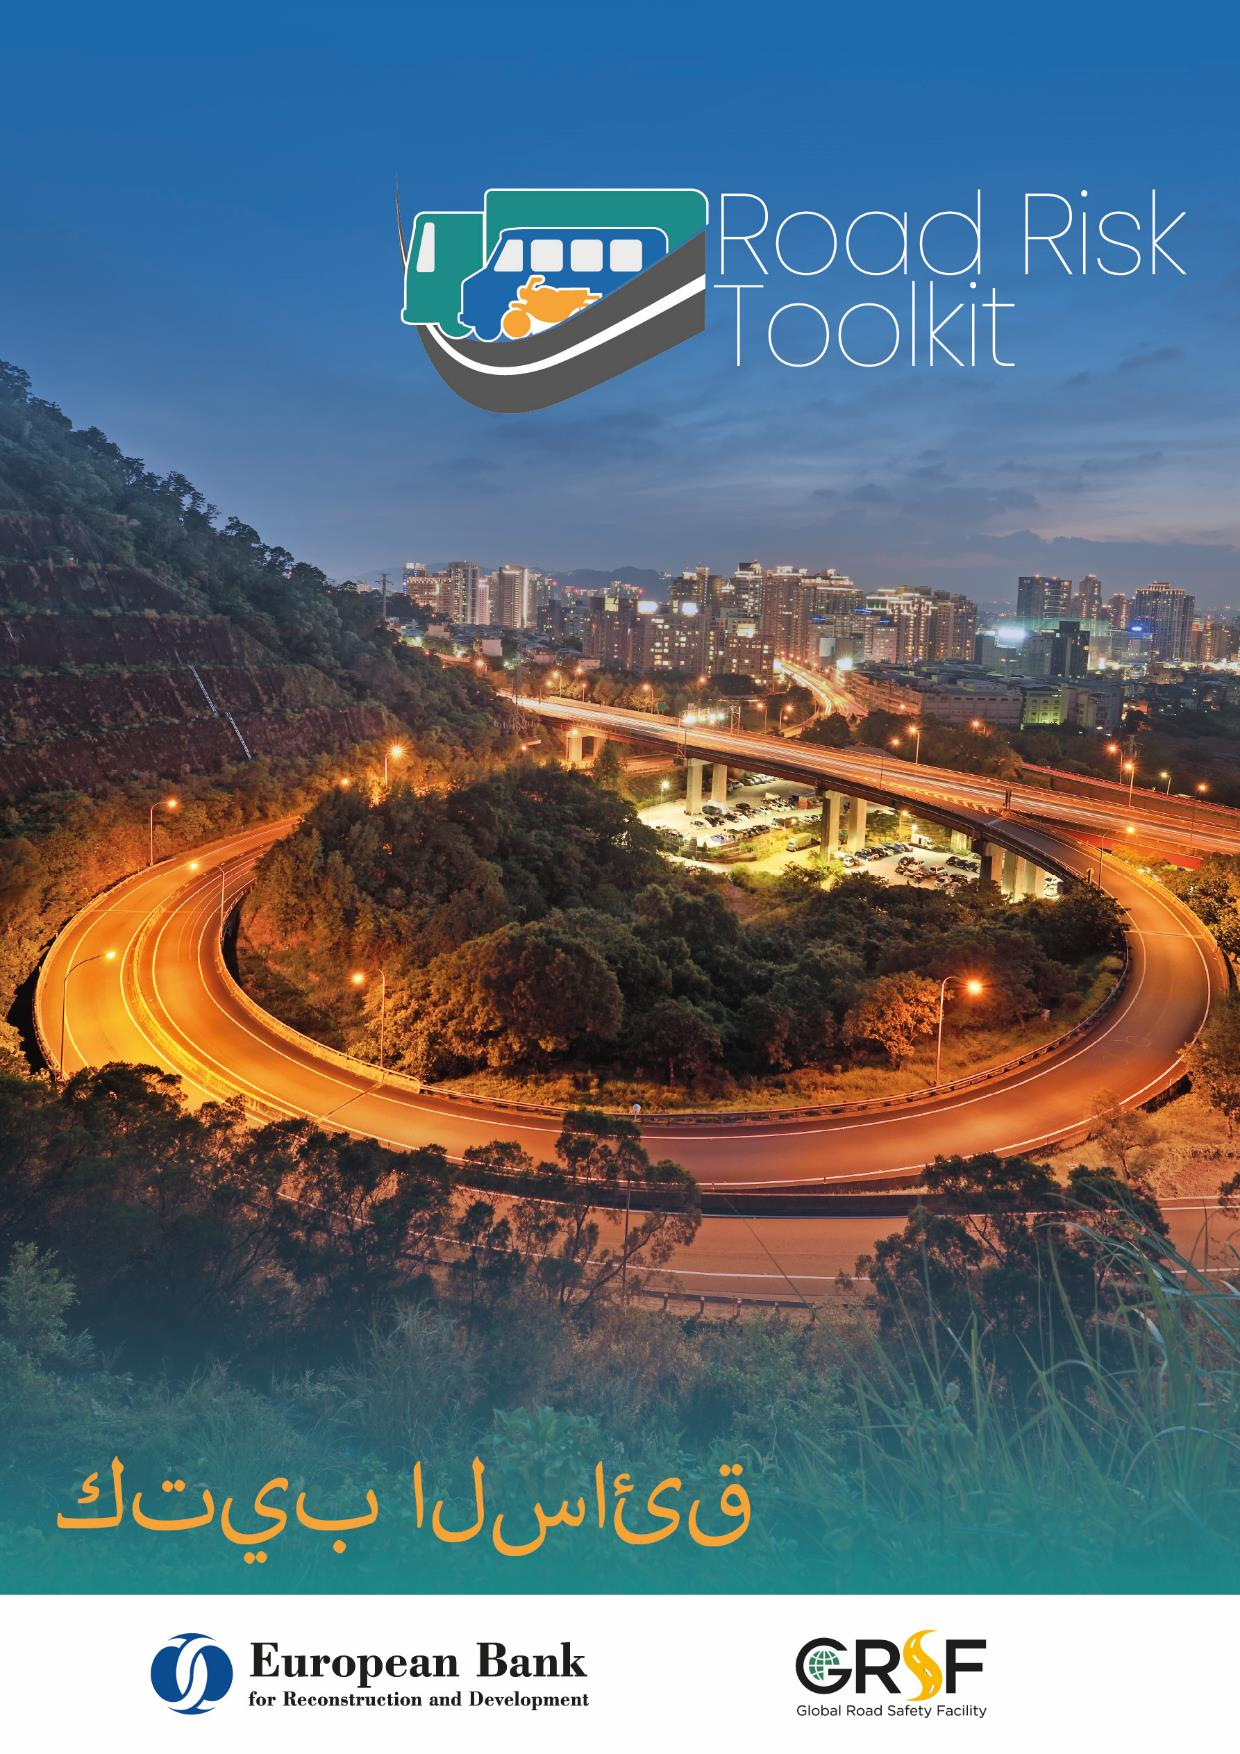 Road Risk
Toolkit
كتيب السائق
European Bank
for Reconstruction and Development
GRSF
Global Road Safety Facility